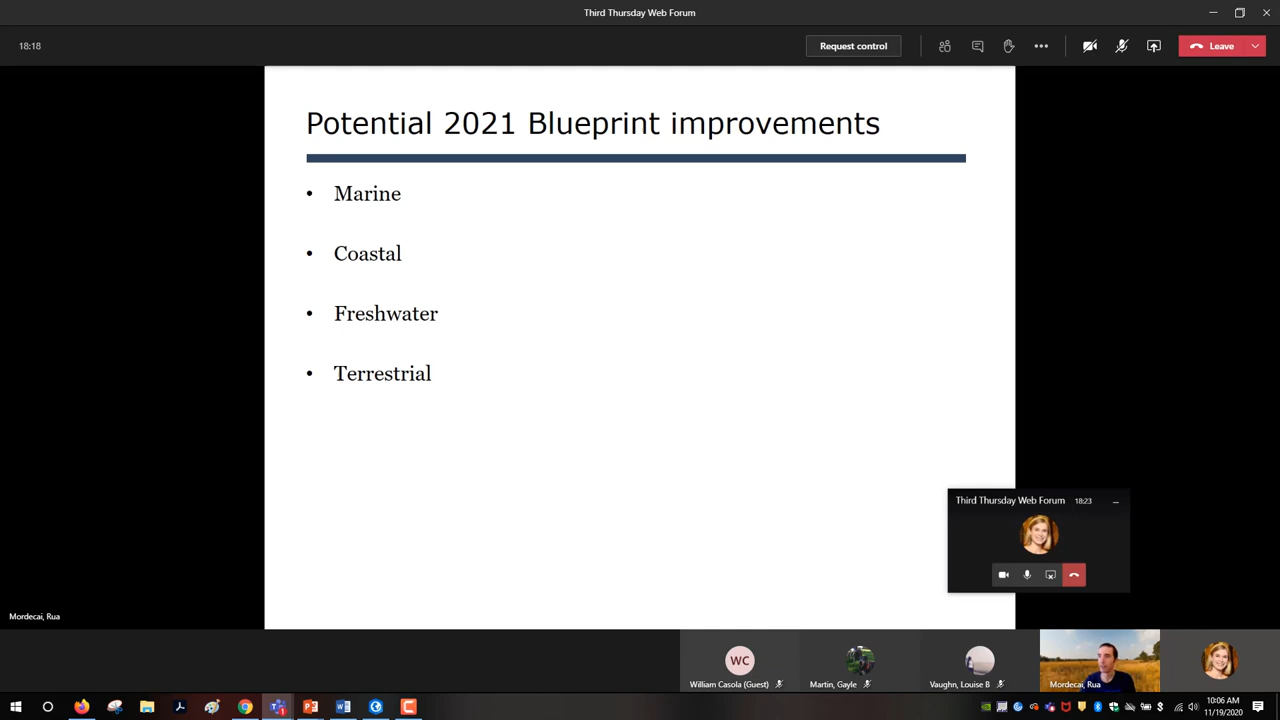 Third Thursday Web Forum
18:18
Request control
Leave
Potential 2021 Blueprint improvements
• Marine
• Coastal
• Freshwater
• Terrestrial
Third Thursday Web Forum 18:23
Mordecai, Rua
WC
William Casola (Guest)
Martin, Gayle
Vaughn, Louise B
Mordecai, Rua
10:06 AM
11/19/2020